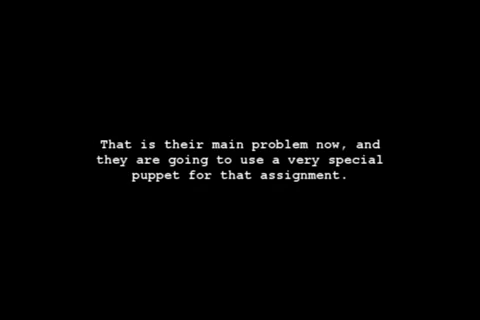 That is their main problem now, and
they are going to use a very special
puppet for that assignment.